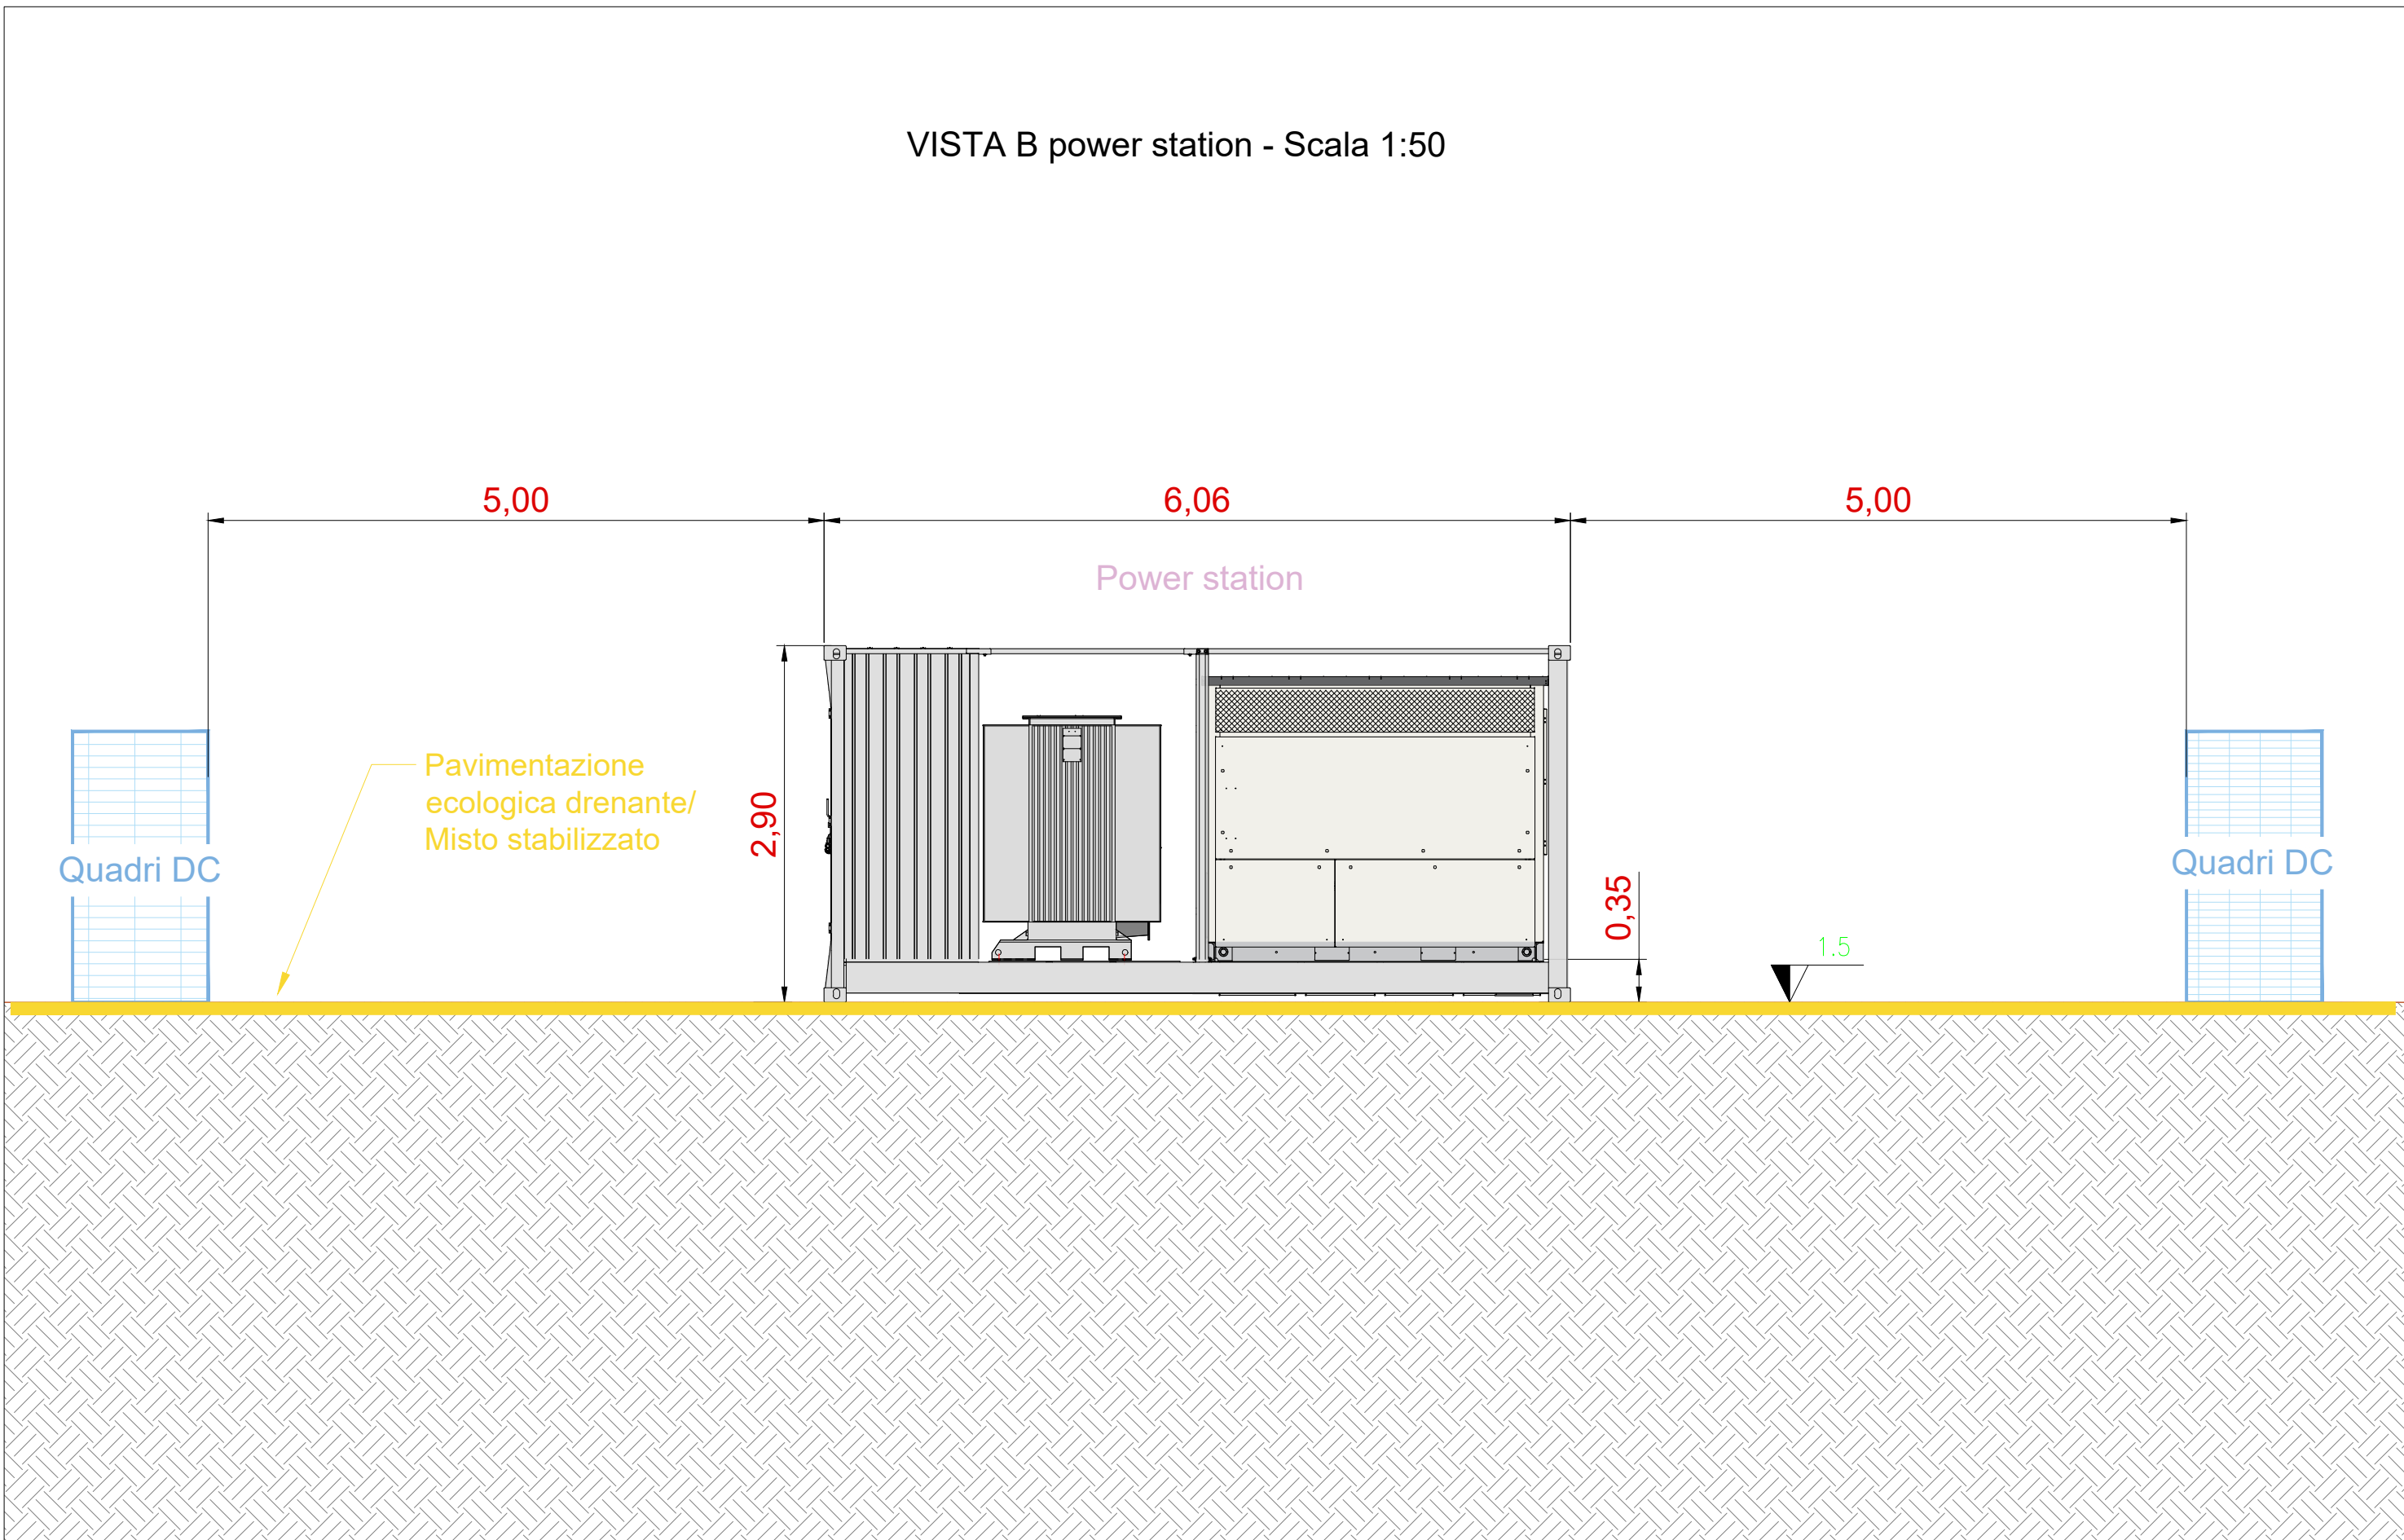 VISTA B power station - Scala 1:50
5,00
6,06
5,00
Power station
Pavimentazione
ecologica drenante/
Misto stabilizzato
2,90
Quadri DC
0,35
Quadri DC
1.5